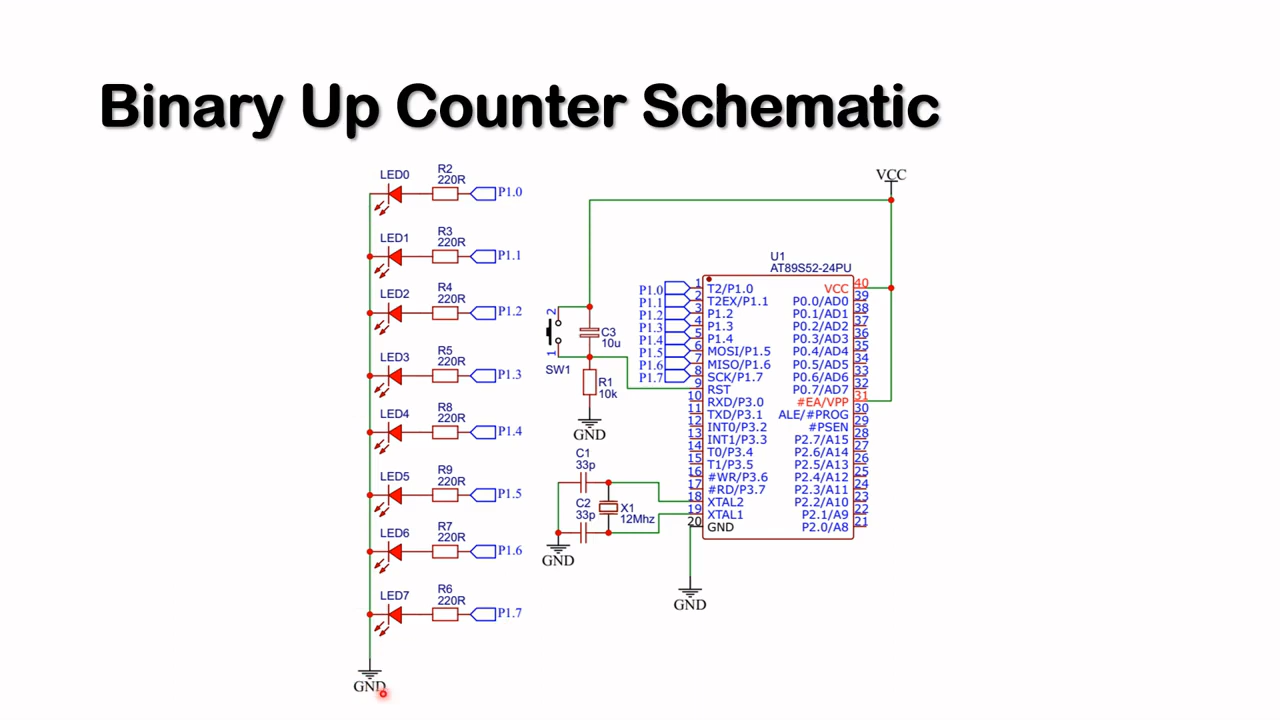 Binary Up Counter Schematic
LED0
R2
220R
P1.0
LED1
R3
220R
P1.1
LED2
R4
220R
P1.2
LED3
R5
220R
P1.3
LED4
R8
220R
P1.4
LED5
R9
220R
P1.5
LED6
R7
220R
P1.6
LED7
R6
220R
P1.7
GND
2
1
SW1
C3
10u
R1
10k
GND
C1
33p
C2
33p
X1
12Mhz
GND
VCC
U1
AT89S52-24PU
P1.0 1 T2/P1.0 VCC 40
P1.1 2 T2EX/P1.1 P0.0/AD0 39
P1.2 3 P1.2 P0.1/AD1 38
P1.3 4 P1.3 P0.2/AD2 37
P1.4 5 P1.4 P0.3/AD3 36
P1.5 6 MOSI/P1.5 P0.4/AD4 35
P1.6 7 MISO/P1.6 P0.5/AD5 34
P1.7 8 SCK/P1.7 P0.6/AD6 33
9 RST P0.7/AD7 32
10 RXD/P3.0 #EA/VPP 31
11 TXD/P3.1 ALE/#PROG 30
12 INT0/P3.2 #PSEN 29
13 INT1/P3.3 P2.7/A15 28
14 T0/P3.4 P2.6/A14 27
15 T1/P3.5 P2.5/A13 26
16 #WR/P3.6 P2.4/A12 25
17 #RD/P3.7 P2.3/A11 24
18 XTAL2 P2.2/A10 23
19 XTAL1 P2.1/A9 22
20 GND P2.0/A8 21
GND